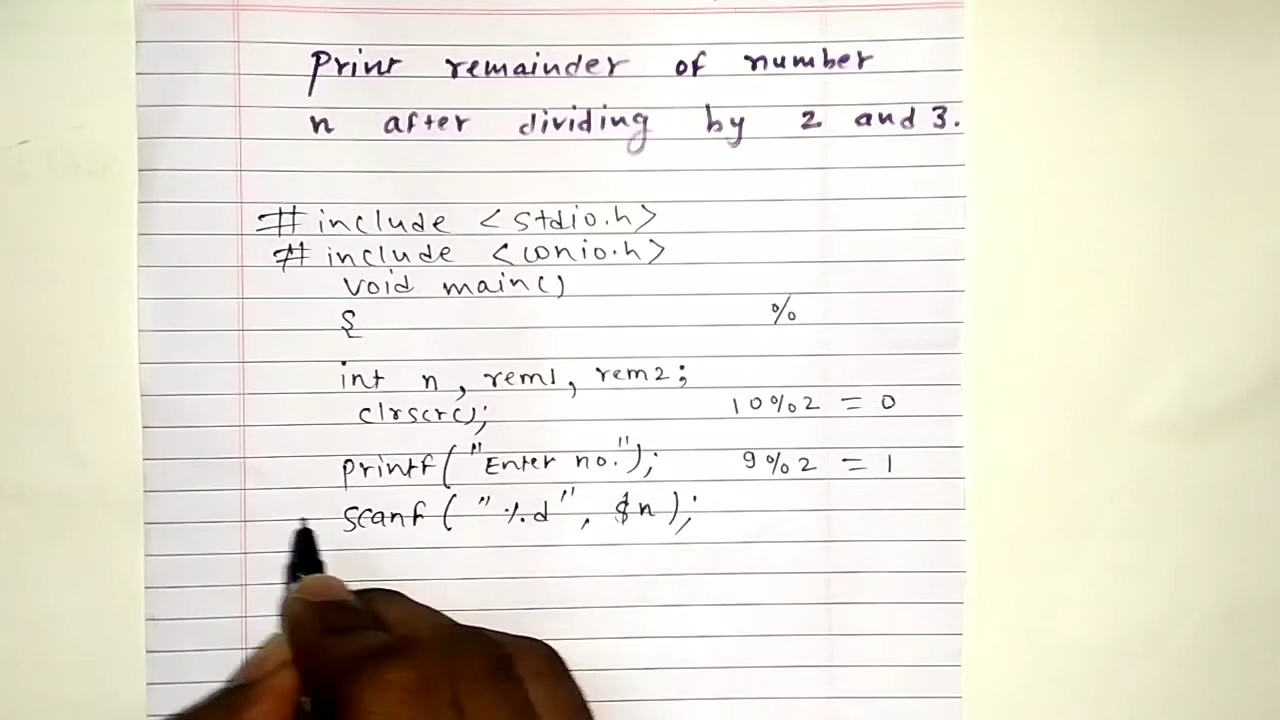 Print remainder of number
n after dividing by 2 and 3.
# include <stdio.h>
# include <conio.h>
void main()
{ %
int n, rem1, rem2;
clrscr(); 10%2 = 0
printf("Enter no."); 9%2 = 1
scanf("%d", $n);